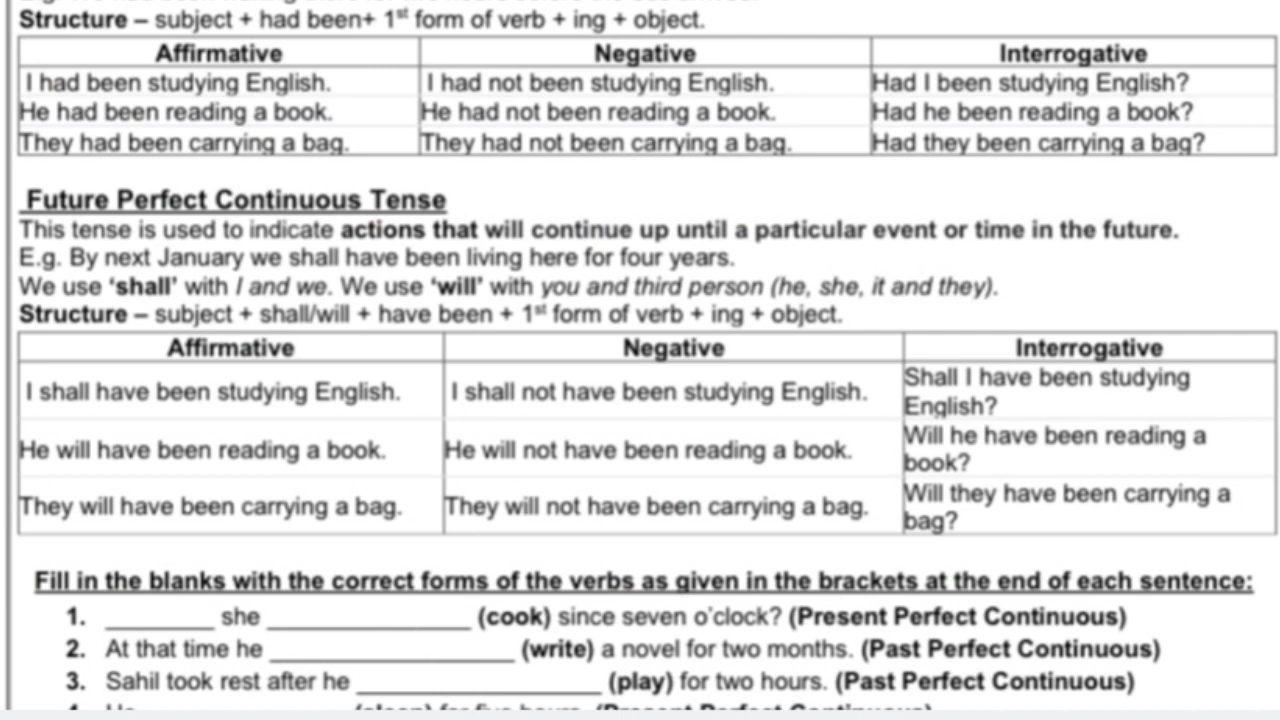 Structure – subject + had been+ 1st form of verb + ing + object.
Affirmative Negative Interrogative
I had been studying English. I had not been studying English. Had I been studying English?
He had been reading a book. He had not been reading a book. Had he been reading a book?
They had been carrying a bag. They had not been carrying a bag. Had they been carrying a bag?
Future Perfect Continuous Tense
This tense is used to indicate actions that will continue up until a particular event or time in the future.
E.g. By next January we shall have been living here for four years.
We use ‘shall’ with I and we. We use ‘will’ with you and third person (he, she, it and they).
Structure – subject + shall/will + have been + 1st form of verb + ing + object.
Affirmative Negative Interrogative
I shall have been studying English. I shall not have been studying English. Shall I have been studying
English?
He will have been reading a book. He will not have been reading a book. Will he have been reading a
book?
They will have been carrying a bag. They will not have been carrying a bag. Will they have been carrying a
bag?
Fill in the blanks with the correct forms of the verbs as given in the brackets at the end of each sentence:
1. ________ she _______________ (cook) since seven o’clock? (Present Perfect Continuous)
2. At that time he __________________ (write) a novel for two months. (Past Perfect Continuous)
3. Sahil took rest after he __________________ (play) for two hours. (Past Perfect Continuous)